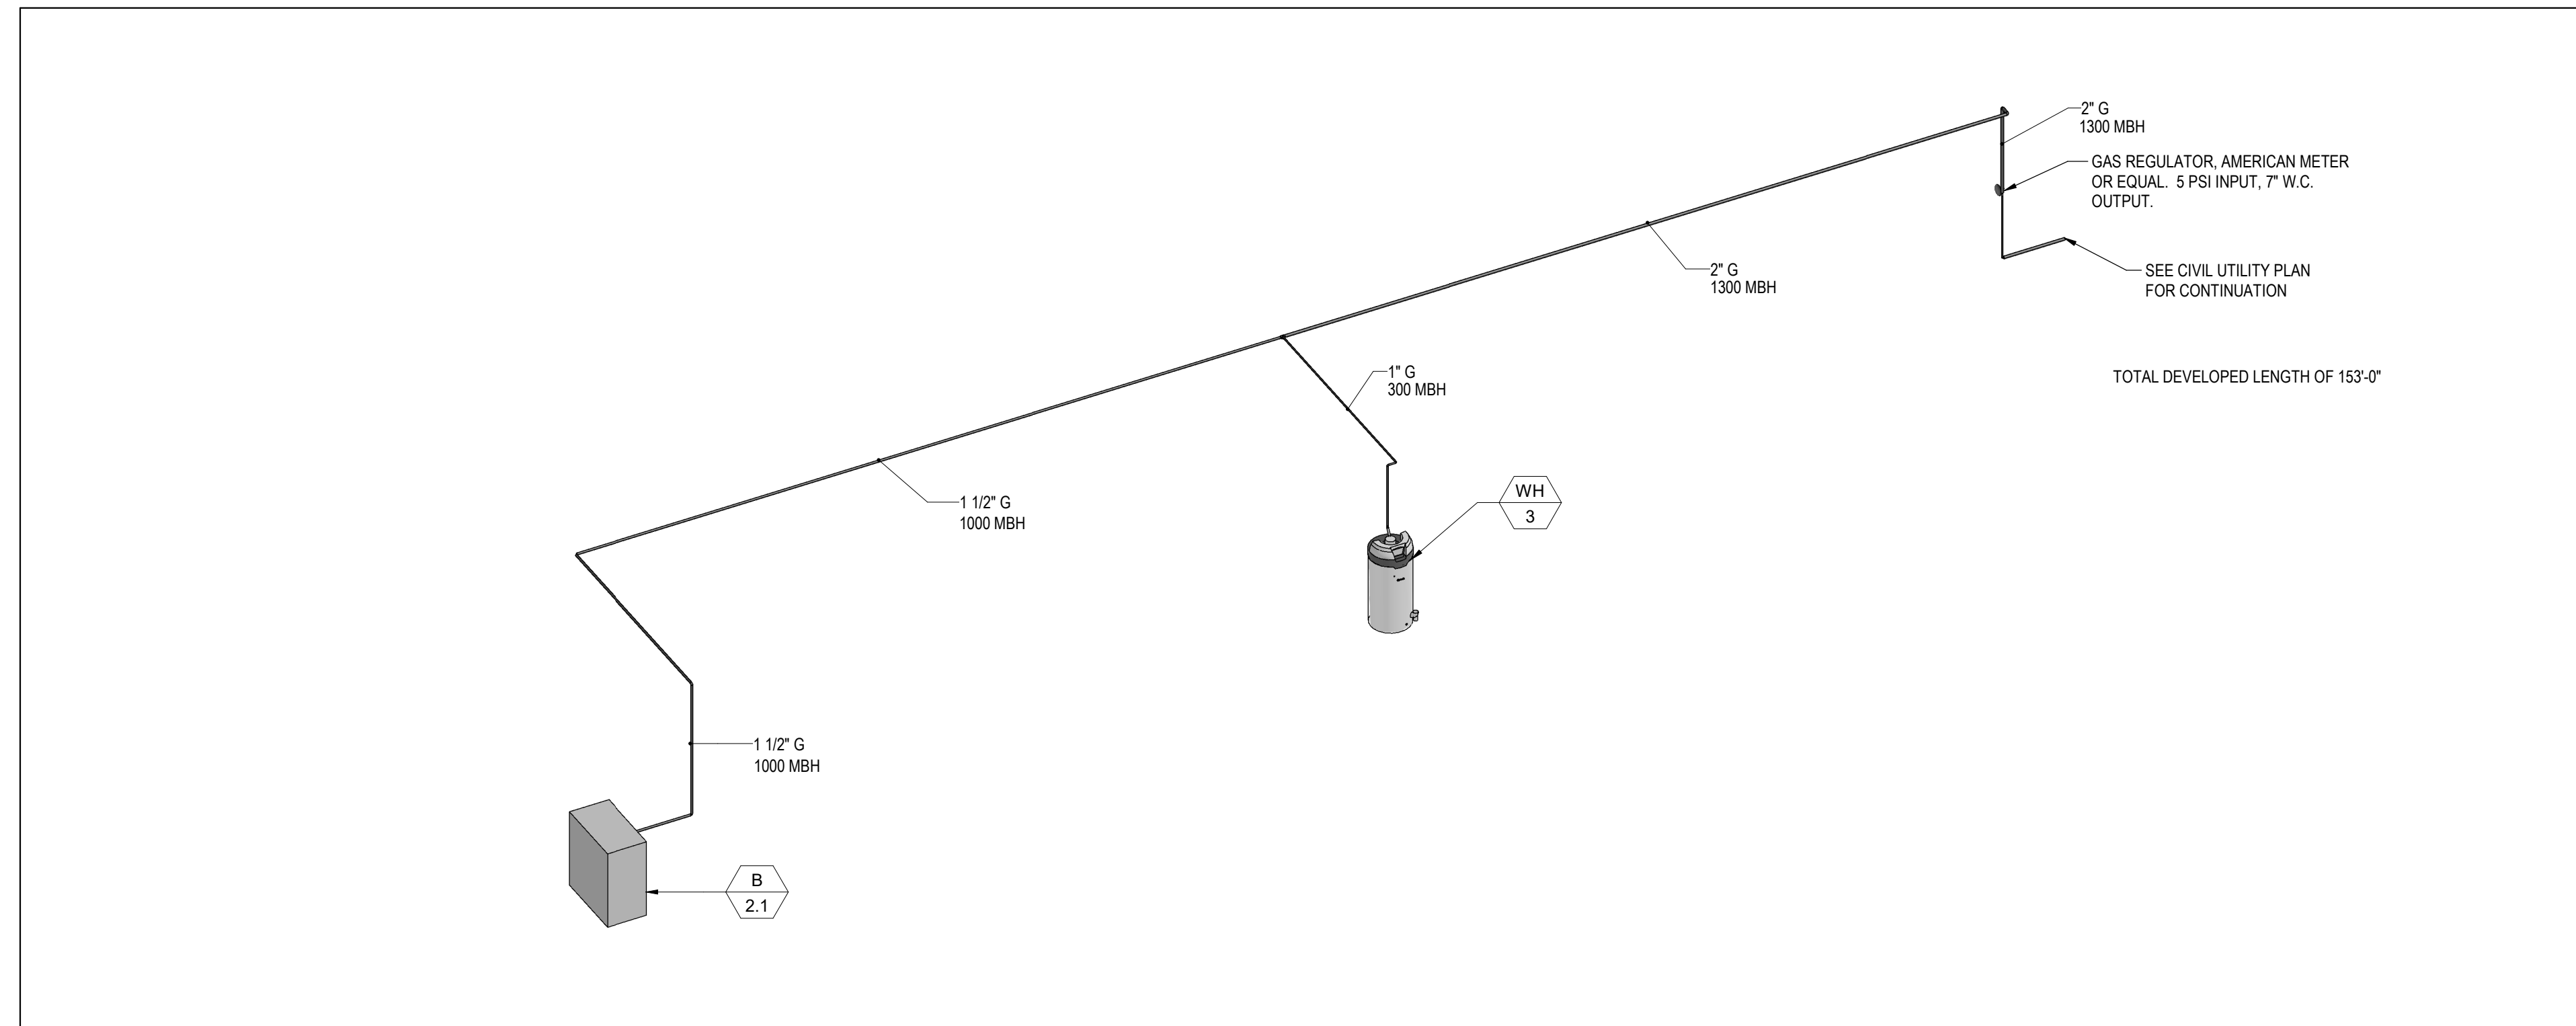 2" G
1300 MBH
GAS REGULATOR, AMERICAN METER
OR EQUAL.  5 PSI INPUT, 7" W.C.
OUTPUT.
2" G
1300 MBH
SEE CIVIL UTILITY PLAN
FOR CONTINUATION
1" G
300 MBH
TOTAL DEVELOPED LENGTH OF 153'-0"
1 1/2" G
1000 MBH
WH
3
1 1/2" G
1000 MBH
B
2.1